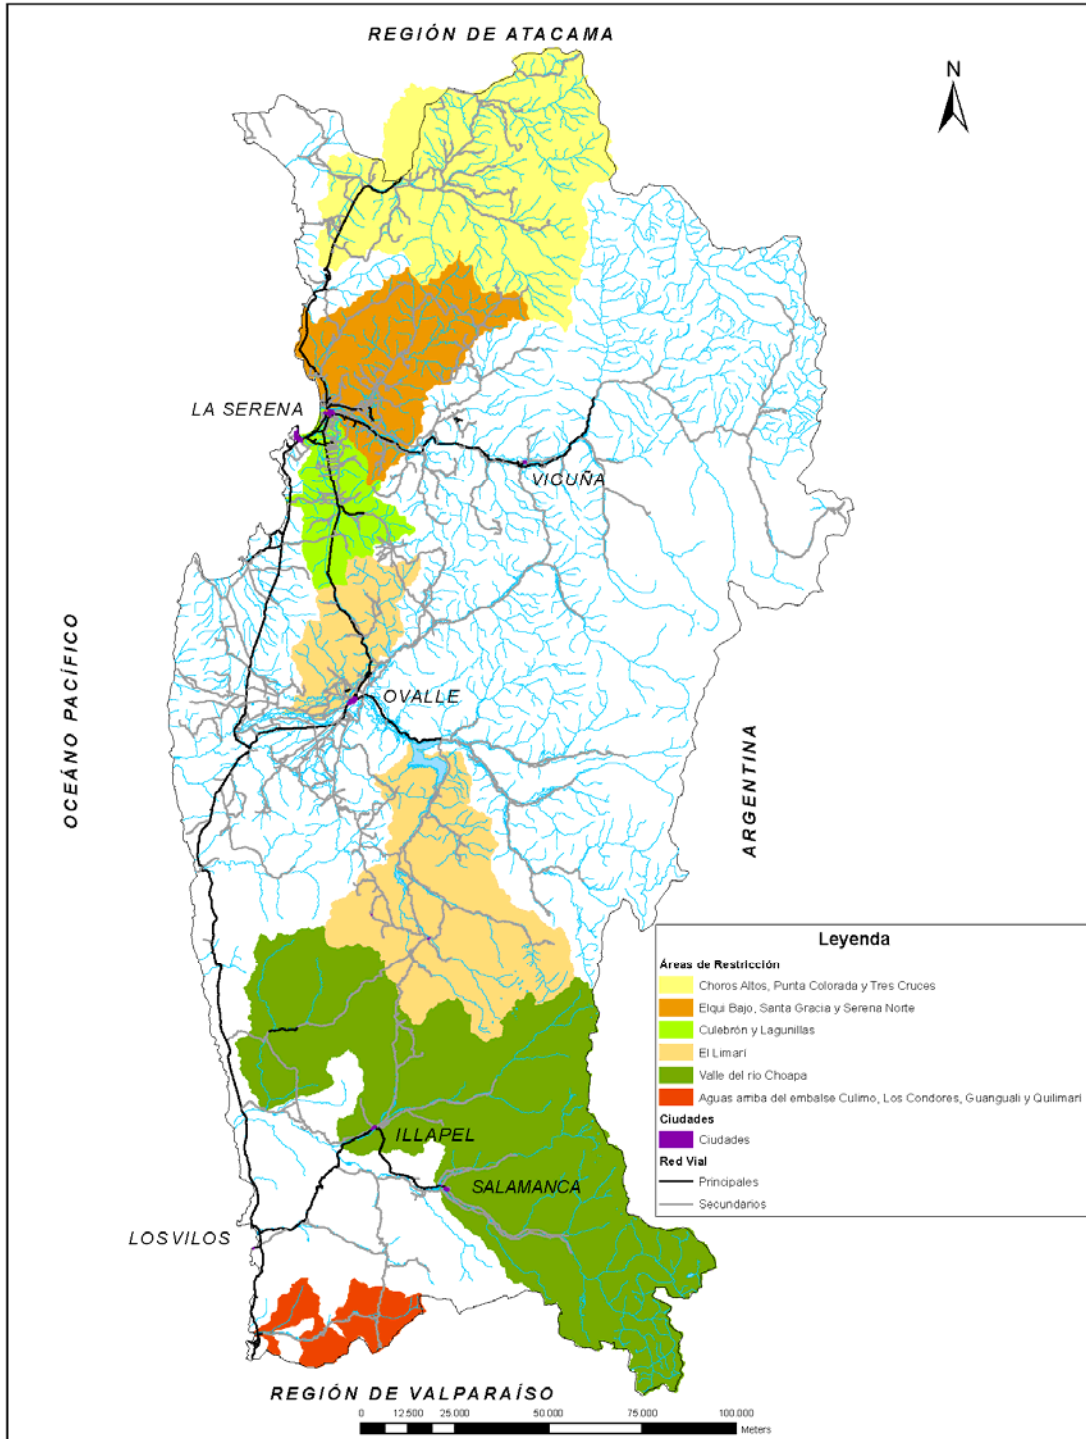 REGIÓN DE ATACAMA
N
LA SERENA
VICUÑA
OVALLE
OCEÁNO PACÍFICO
ARGENTINA
Leyenda
Áreas de Restricción
Choros Altos, Punta Colorada y Tres Cruces
Elqui Bajo, Santa Gracia y Serena Norte
Culebrón y Lagunillas
El Limarí
Valle del río Choapa
Aguas arriba del embalse Culimo, Los Condores, Guanguali y Quilimarí
Ciudades
Ciudades
Red Vial
Principales
Secundarios
ILLAPEL
SALAMANCA
LOS VILOS
REGIÓN DE VALPARAÍSO
0 12.500 25.000 50.000 75.000 100.000
Meters